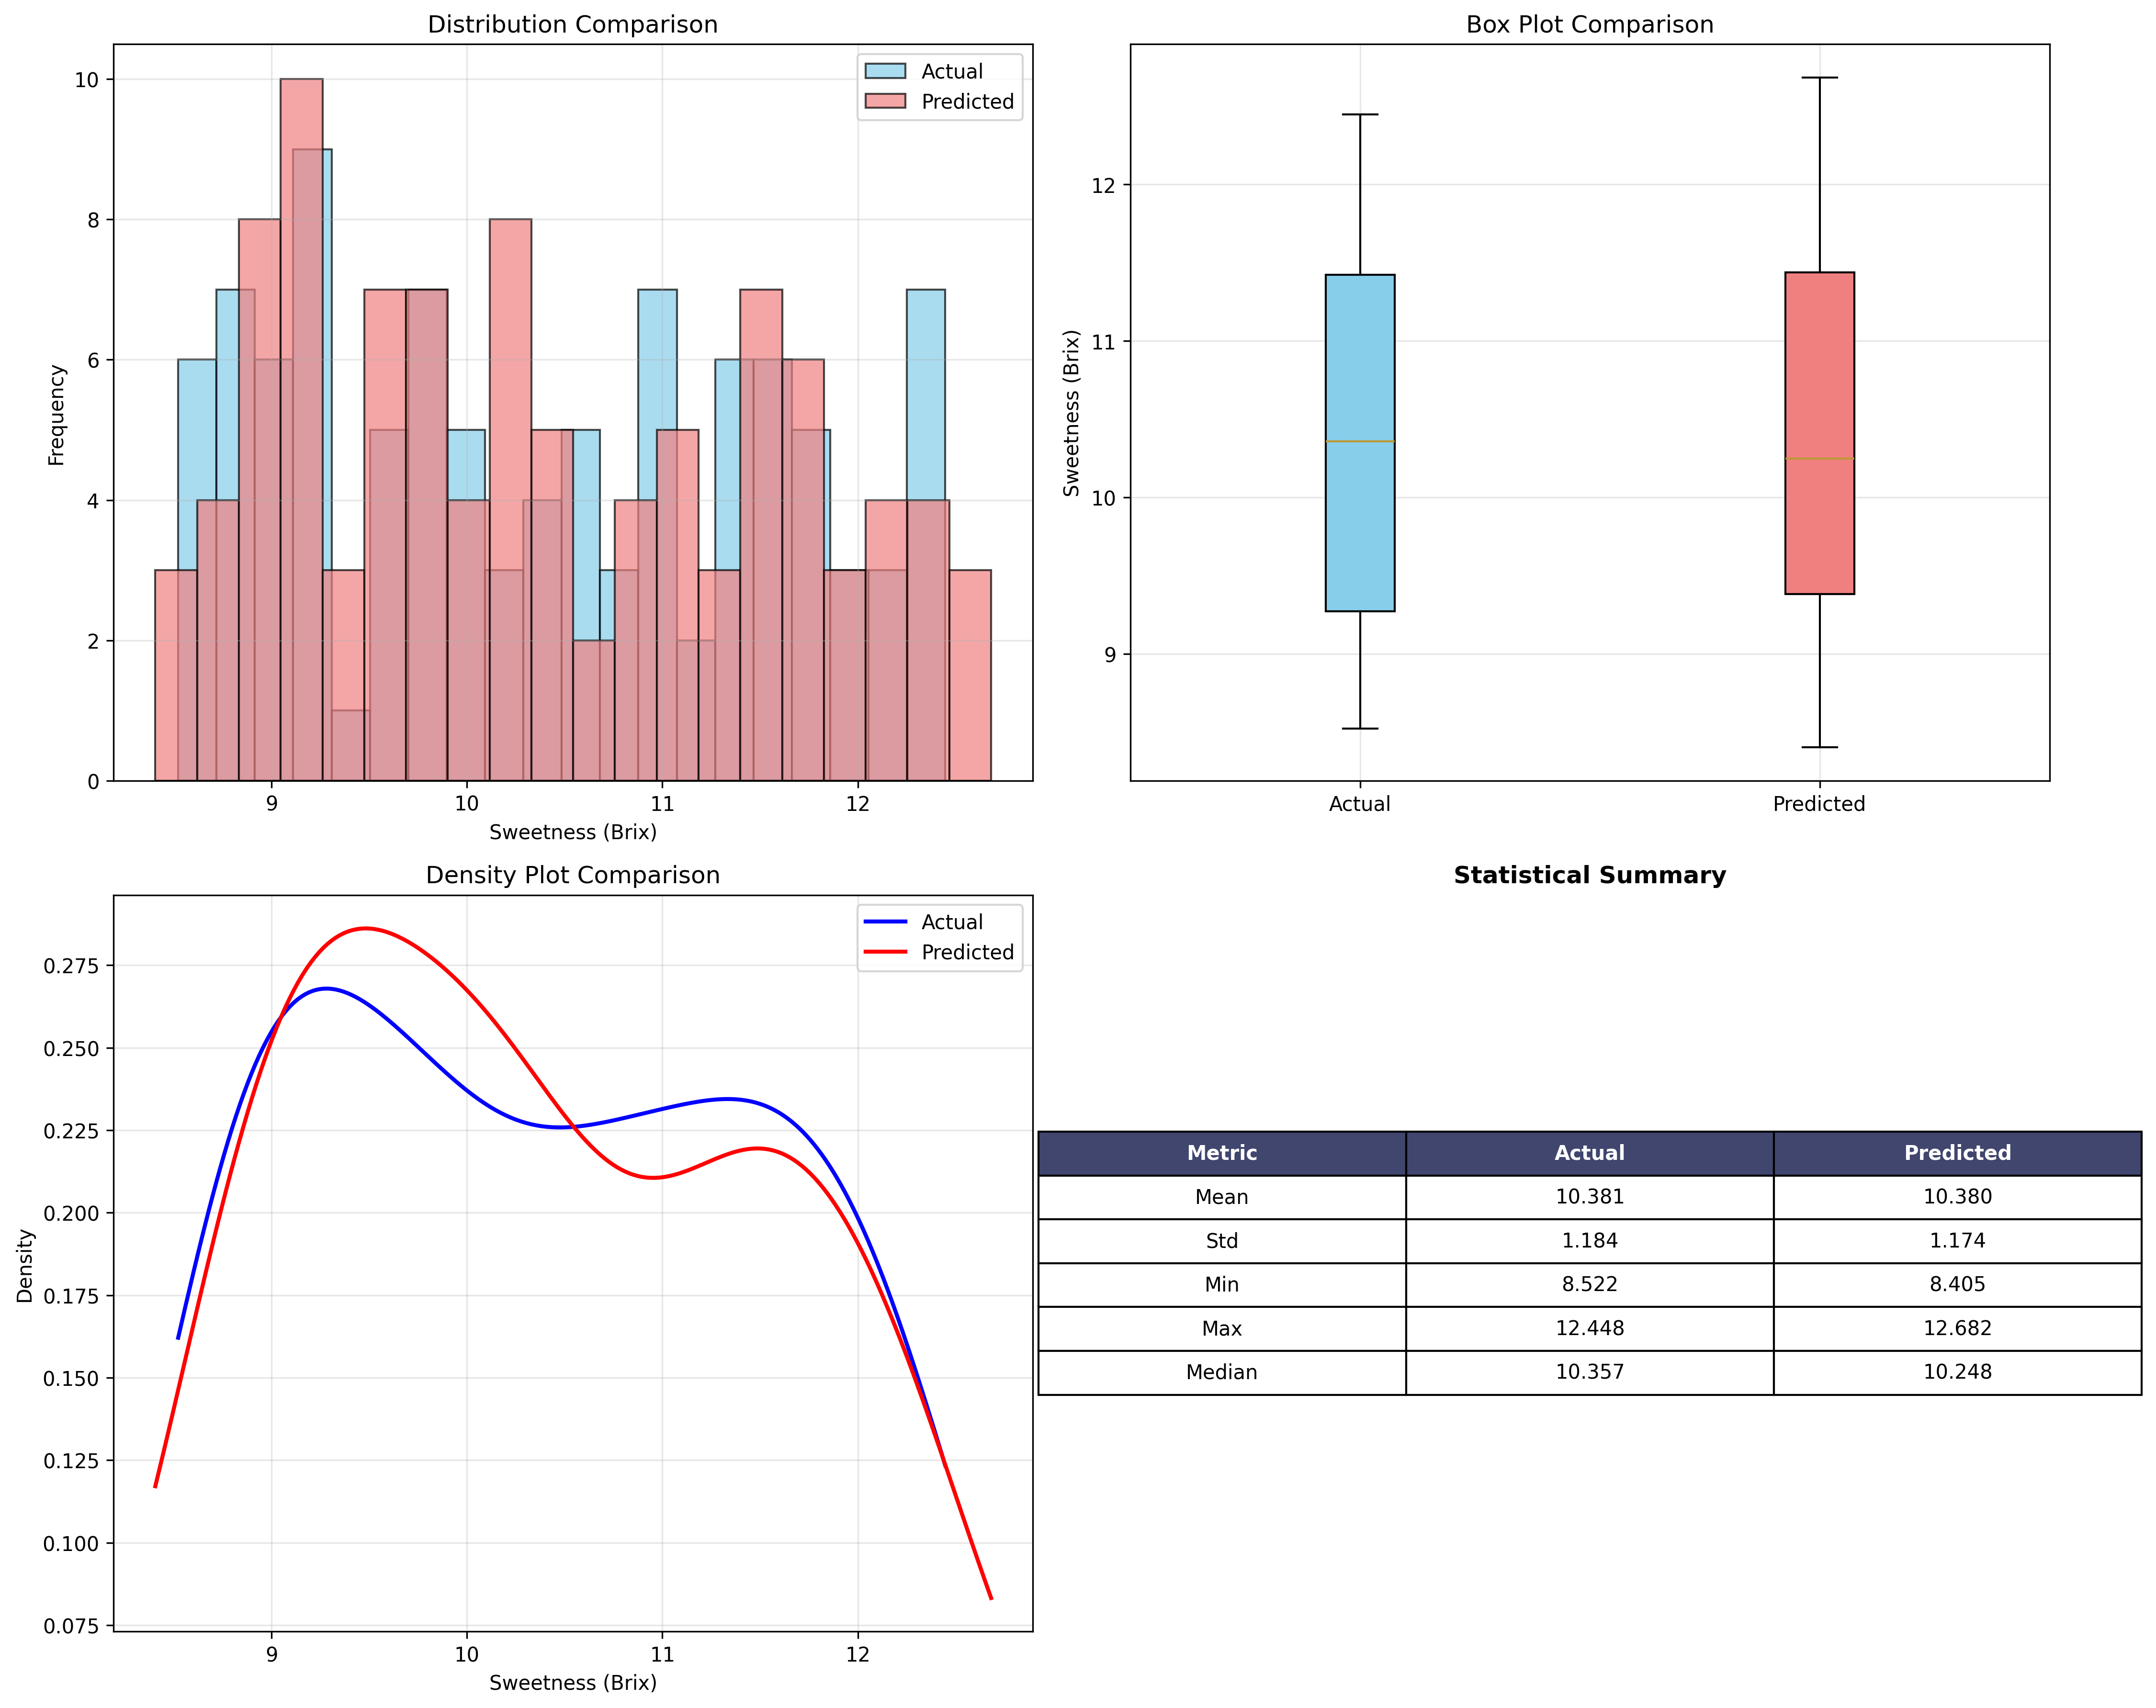 Distribution Comparison
Actual
Predicted
Frequency
10
8
6
4
2
0
9 10 11 12
Sweetness (Brix)
Box Plot Comparison
Sweetness (Brix)
12
11
10
9
Actual Predicted
Density Plot Comparison
Actual
Predicted
Density
0.275
0.250
0.225
0.200
0.175
0.150
0.125
0.100
0.075
9 10 11 12
Sweetness (Brix)
Statistical Summary
Metric Actual Predicted
Mean 10.381 10.380
Std 1.184 1.174
Min 8.522 8.405
Max 12.448 12.682
Median 10.357 10.248